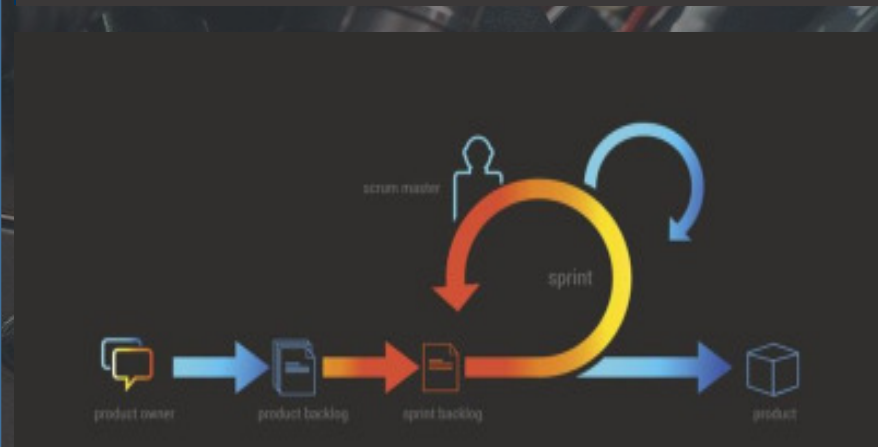 scrum master
sprint
product owner
product backlog
sprint backlog
product